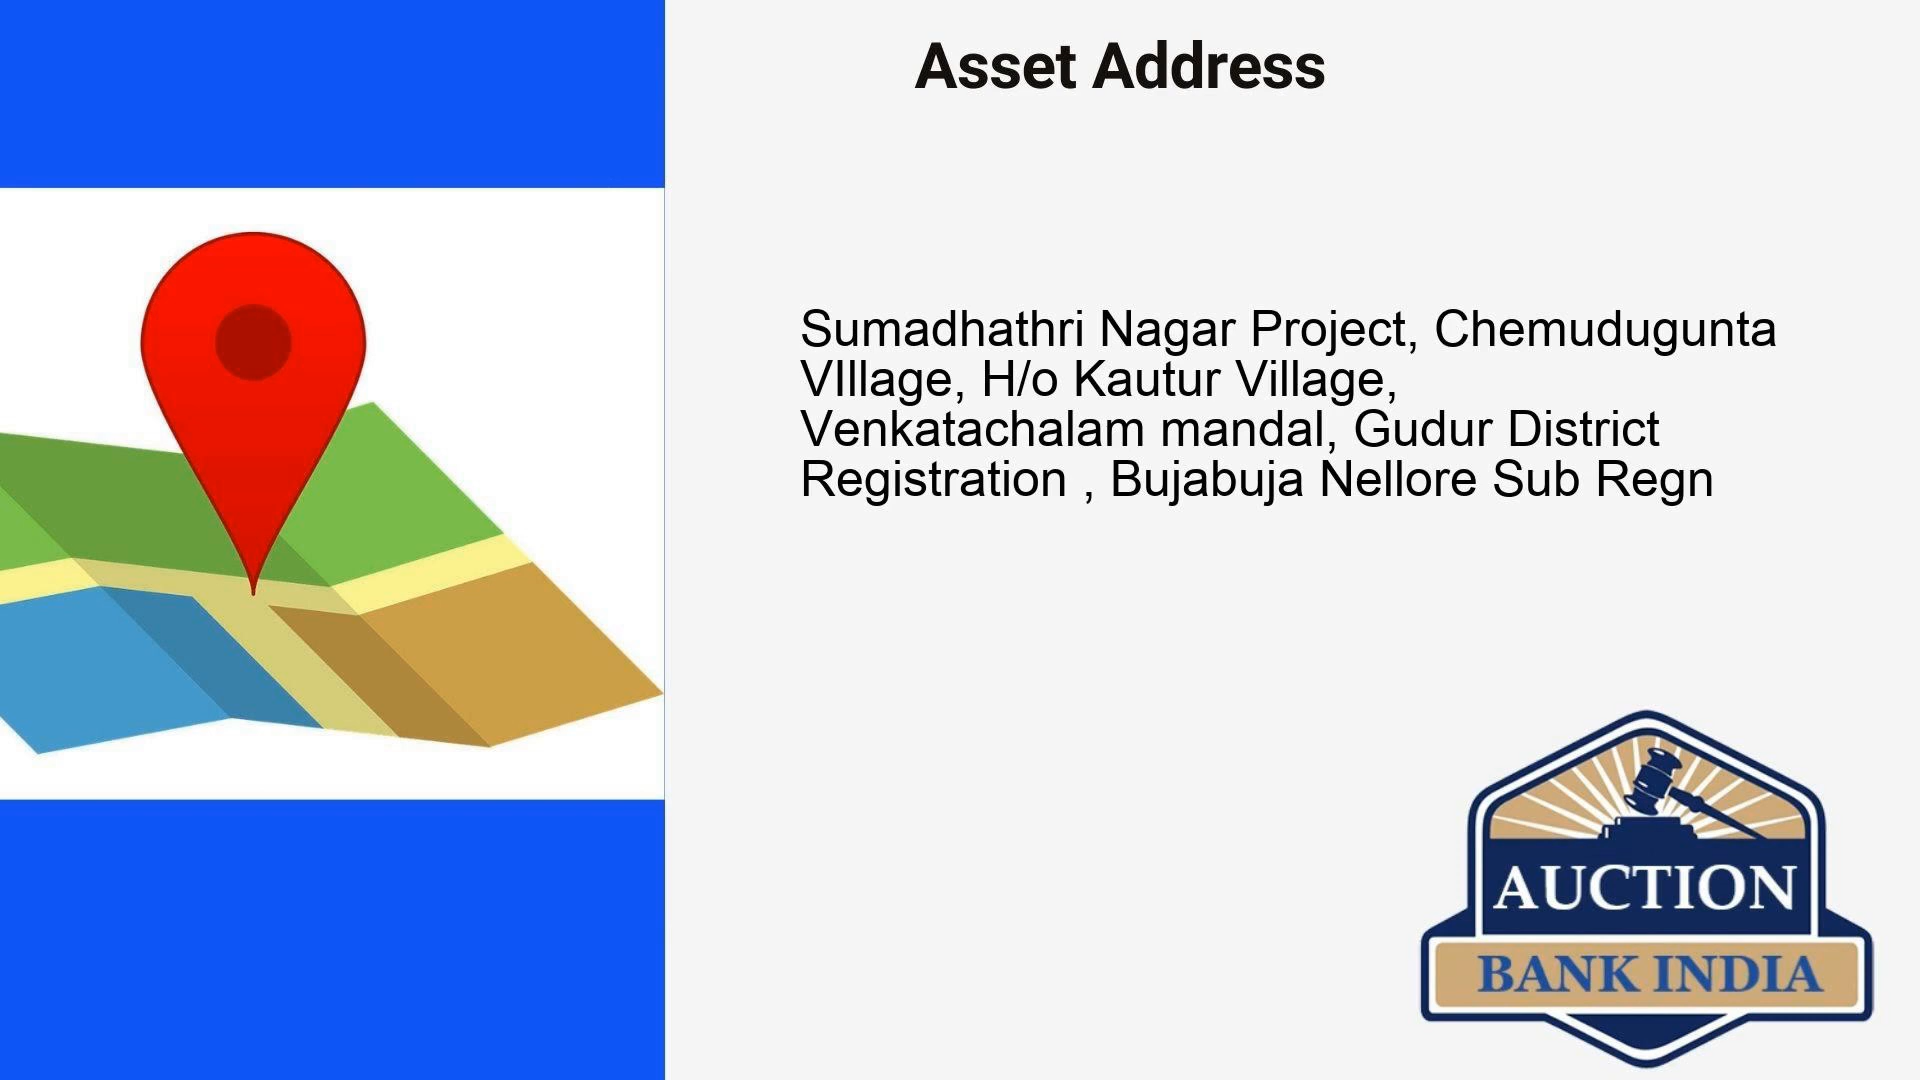 Asset Address
Sumadhathri Nagar Project, Chemudugunta
VIllage, H/o Kautur Village,
Venkatachalam mandal, Gudur District
Registration , Bujabuja Nellore Sub Regn
AUCTION
BANK INDIA